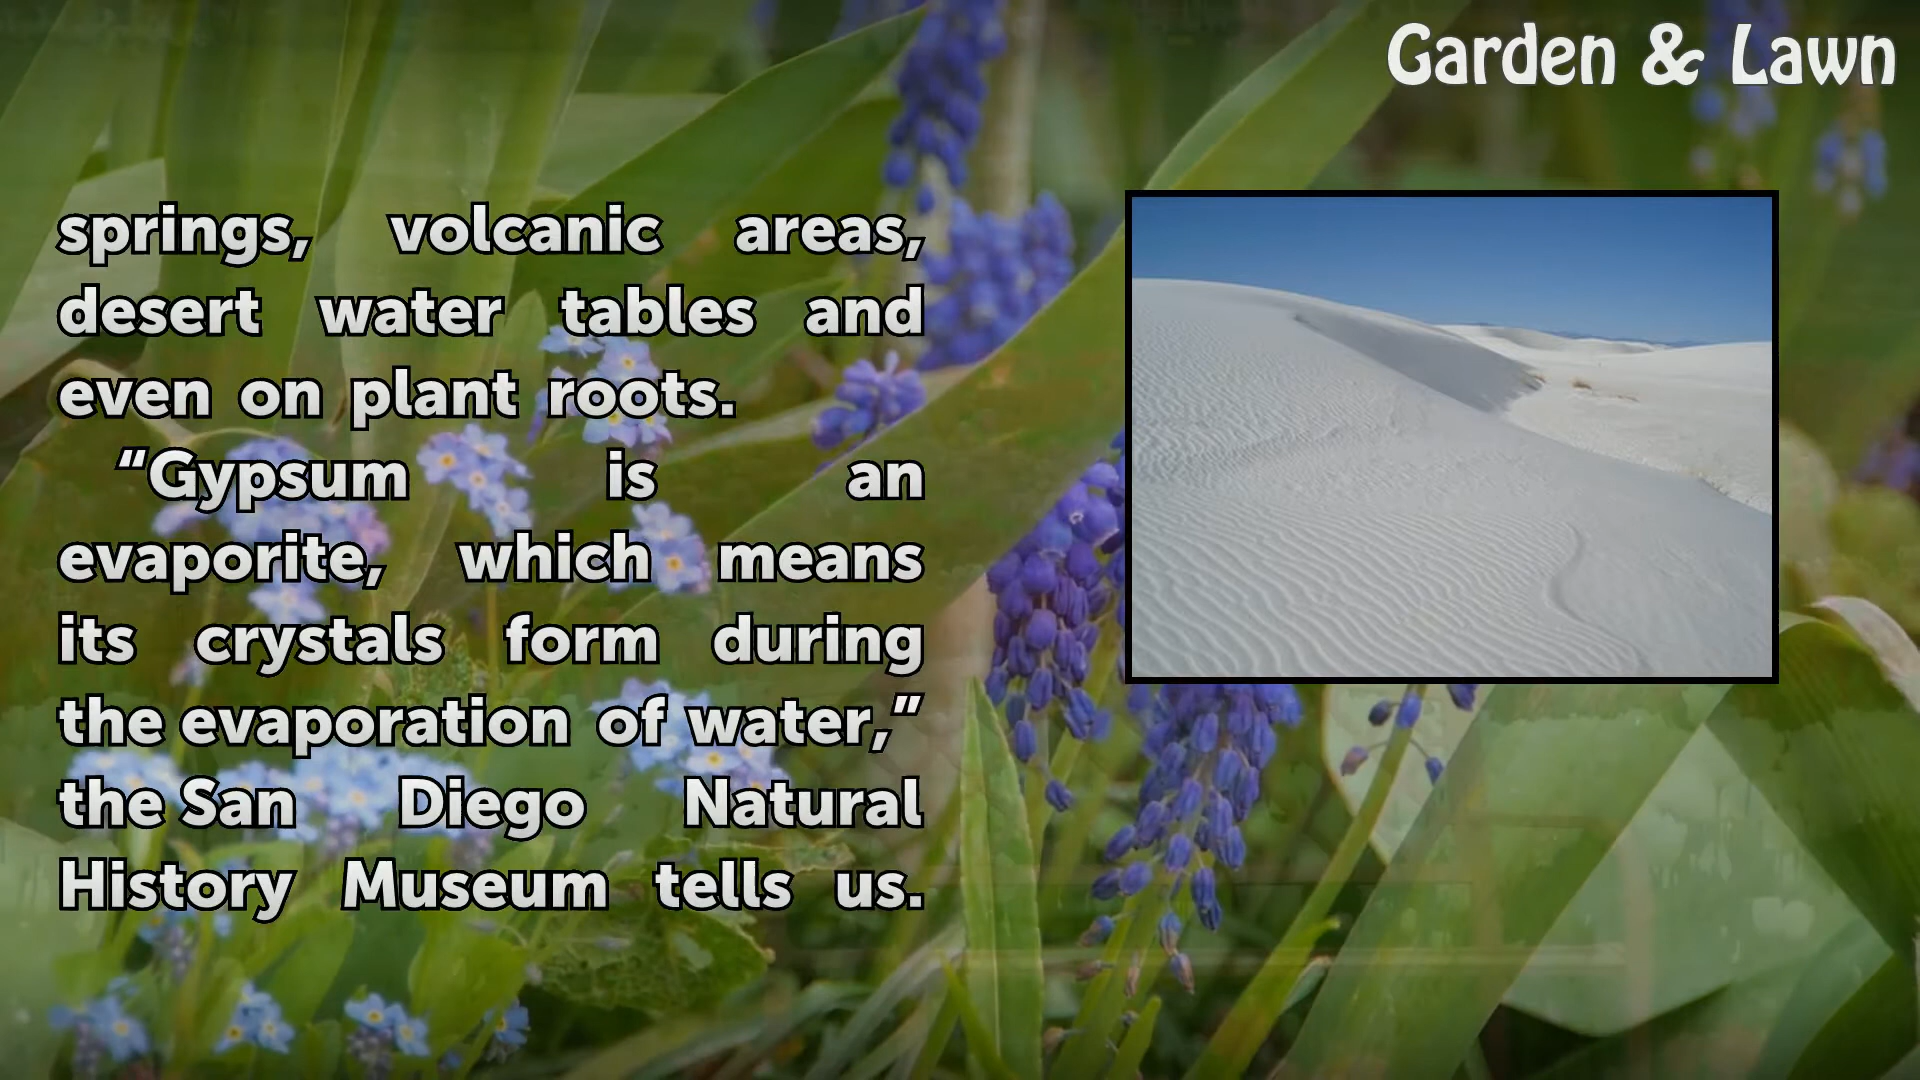 Garden & Lawn
springs, volcanic areas,
desert water tables and
even on plant roots.
“Gypsum is an
evaporite, which means
its crystals form during
the evaporation of water,”
the San Diego Natural
History Museum tells us.